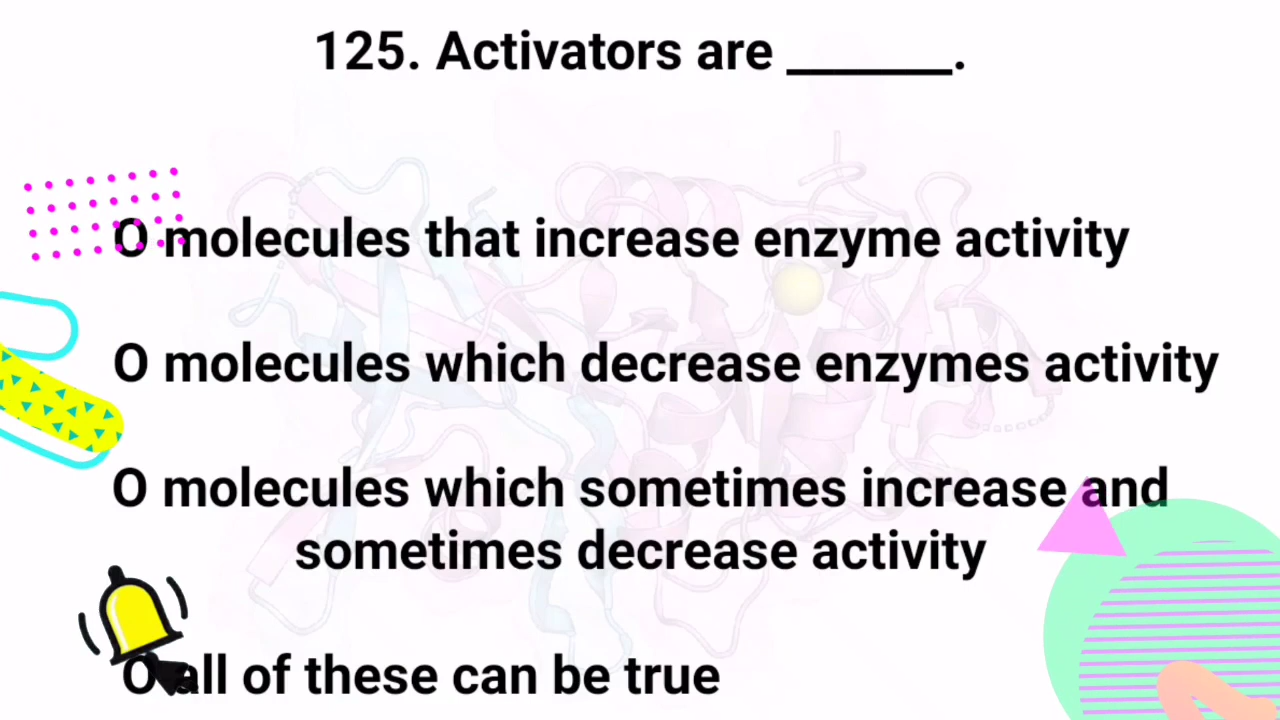 125. Activators are _______.
O molecules that increase enzyme activity
O molecules which decrease enzymes activity
O molecules which sometimes increase and
sometimes decrease activity
O all of these can be true